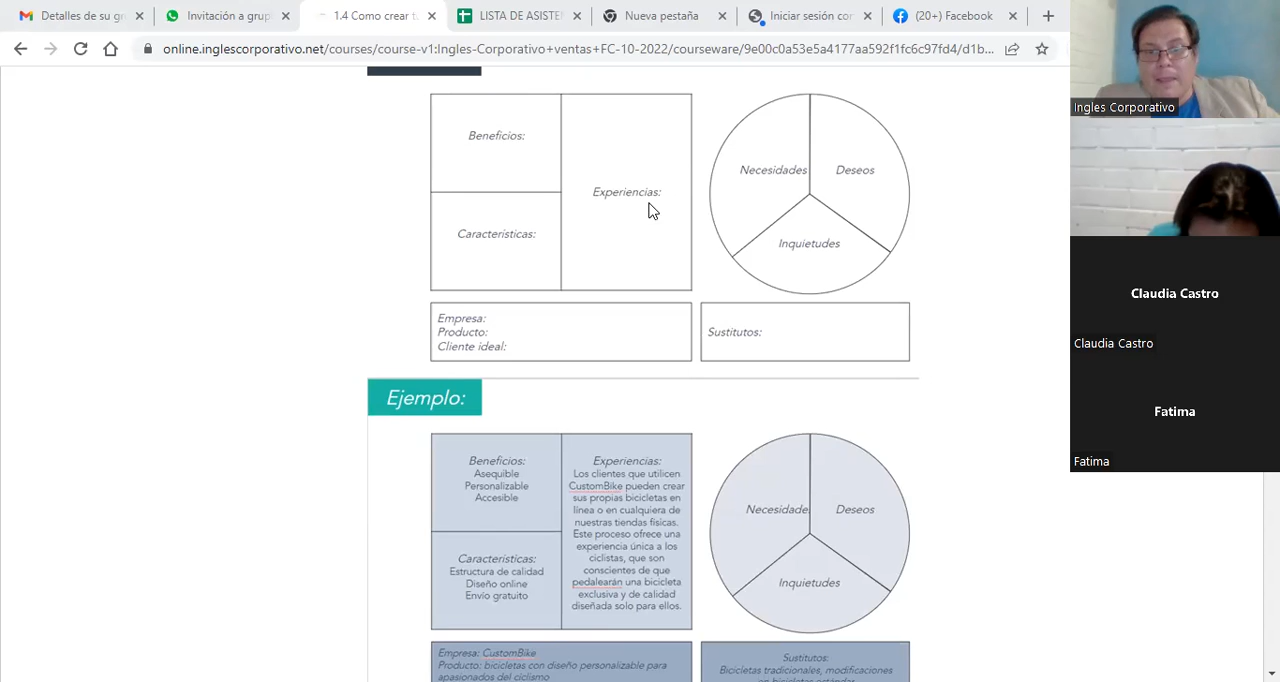 Detalles de su gr
Invitación a grup
1.4 Como crear t
LISTA DE ASISTE
Nueva pestaña
Iniciar sesión con
(20+) Facebook
online.inglescorporativo.net/courses/course-v1:Ingles-Corporativo+ventas+FC-10-2022/courseware/9e00c0a53e5a4177aa592f1fc6c97fd4/d1b...
Ingles Corporativo
Beneficios:
Experiencias:
Características:
Necesidades
Deseos
Inquietudes
Empresa:
Producto:
Cliente ideal:
Sustitutos:
Claudia Castro
Claudia Castro
Fatima
Fatima
Ejemplo:
Beneficios:
Asequible
Personalizable
Accesible
Características:
Estructura de calidad
Diseño online
Envío gratuito
Experiencias:
Los clientes que utilicen
CustomBike pueden crear
sus propias bicicletas en
línea o en cualquiera de
nuestras tiendas físicas.
Este proceso ofrece una
experiencia única a los
ciclistas, que son
conscientes de que
pedalearán una bicicleta
exclusiva y de calidad
diseñada solo para ellos.
Necesidade
Deseos
Inquietudes
Empresa: CustomBike
Producto: bicicletas con diseño personalizable para
apasionados del ciclismo
Sustitutos:
Bicicletas tradicionales, modificaciones
en bicicletas estándar